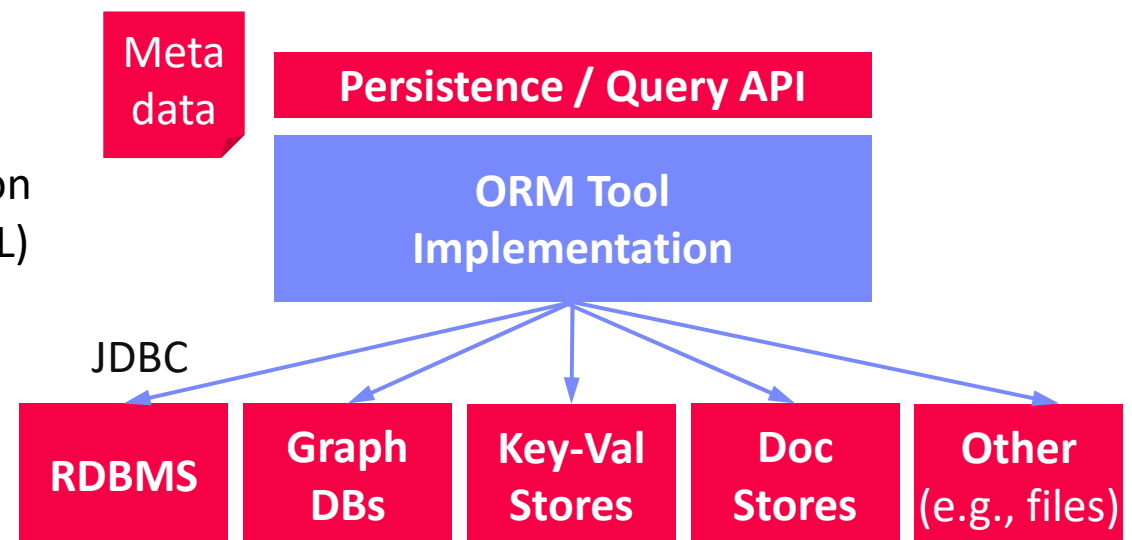 Meta
data
Persistence / Query API
on
L)
ORM Tool
Implementation
JDBC
RDBMS
Graph
DBs
Key-Val
Stores
Doc
Stores
Other
(e.g., files)